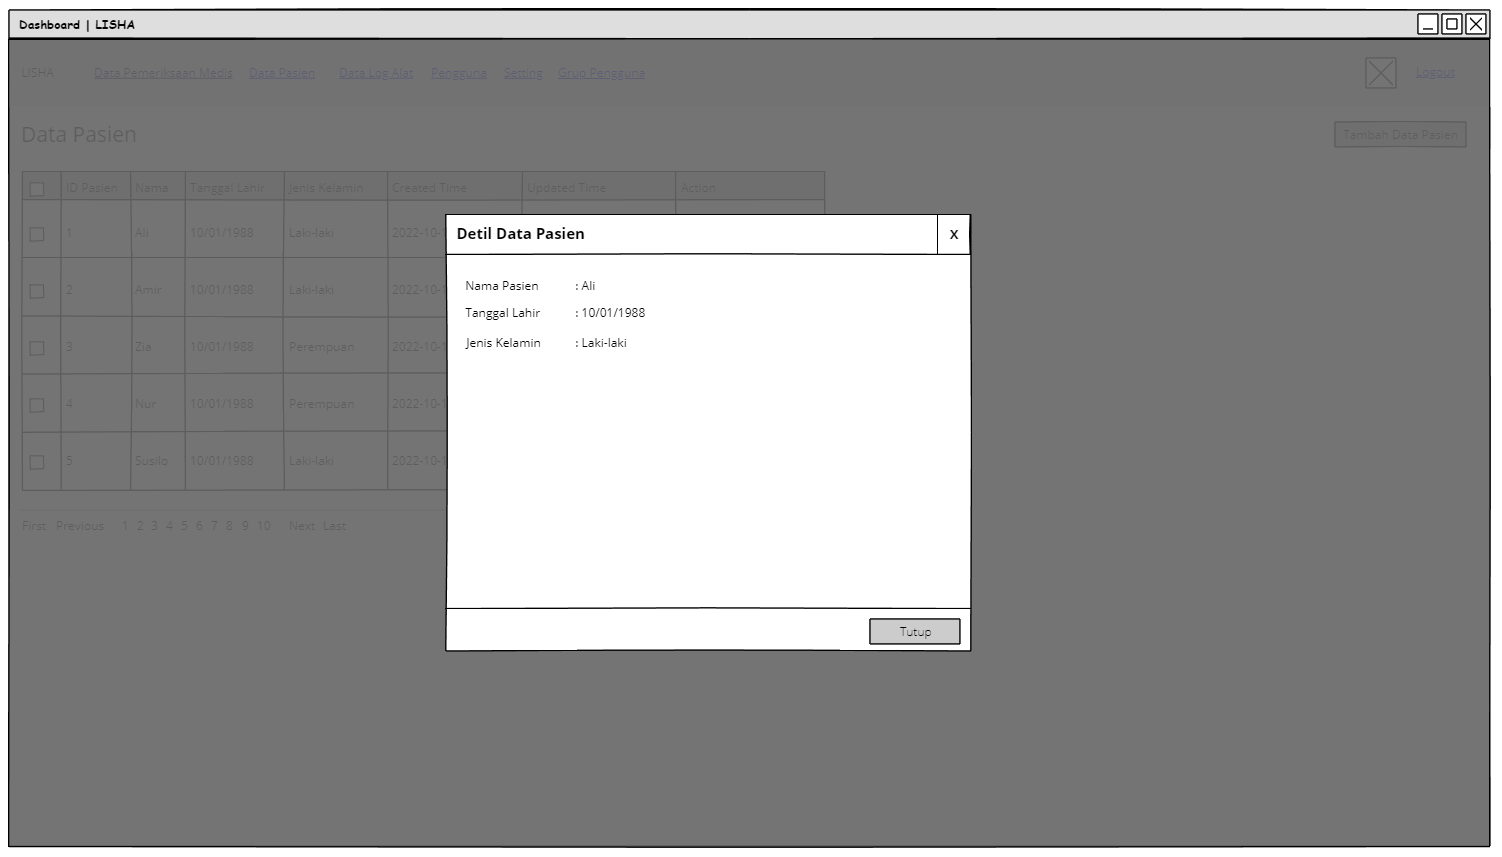 Dashboard | LISHA
LISHA Data Pemeriksaan Medis Data Pasien Data Log Alat Pengguna Setting Grup Pengguna Logout
Data Pasien
Tambah Data Pasien
ID Pasien Nama Tanggal Lahir Jenis Kelamin Created Time Updated Time Action
1 Ali 10/01/1988 Laki-laki 2022-10-1
2 Amir 10/01/1988 Laki-laki 2022-10-1
3 Zia 10/01/1988 Perempuan 2022-10-1
4 Nur 10/01/1988 Perempuan 2022-10-1
5 Susilo 10/01/1988 Laki-laki 2022-10-1
First Previous 1 2 3 4 5 6 7 8 9 10 Next Last
Detil Data Pasien X
Nama Pasien : Ali
Tanggal Lahir : 10/01/1988
Jenis Kelamin : Laki-laki
Tutup